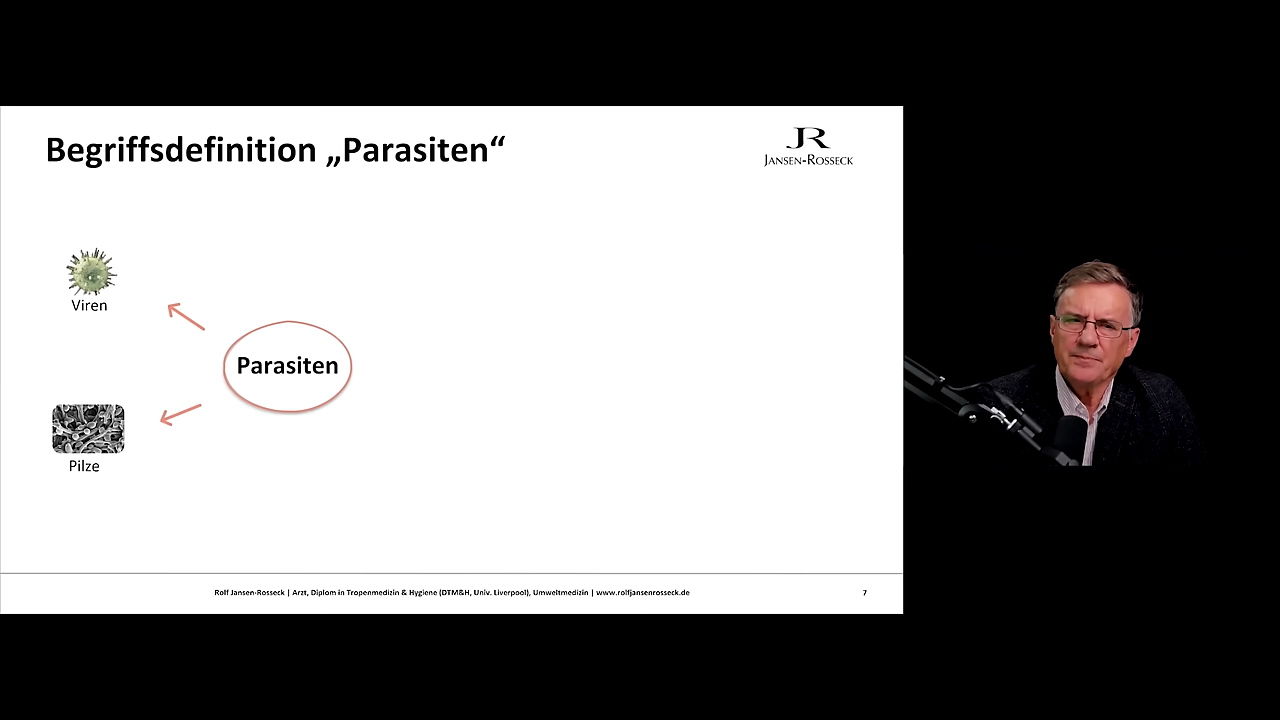 Begriffsdefinition „Parasiten“
JR
JANSEN-ROSSECK
Viren
Parasiten
Pilze
Rolf Jansen-Rosseck | Arzt, Diplom in Tropenmedizin & Hygiene (DTM&H, Univ. Liverpool), Umweltmedizin | www.rolfjansenrosseck.de
7